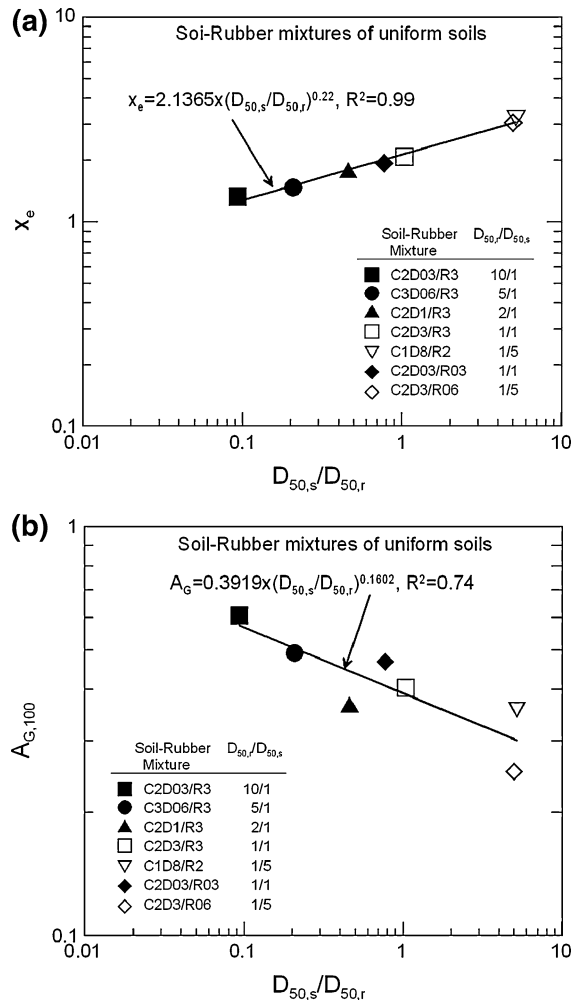 (a)
Soi-Rubber mixtures of uniform soils
xe=2.1365x(D50,s/D50,r)0.22, R2=0.99
10
1
0.1
xe
Soil-Rubber Mixture D50,r/D50,s
C2D03/R3 10/1
C3D06/R3 5/1
C2D1/R3 2/1
C2D3/R3 1/1
C1D8/R2 1/5
C2D03/R03 1/1
C2D3/R06 1/5
0.01 0.1 1 10
D50,s/D50,r
(b)
Soil-Rubber mixtures of uniform soils
AG=0.3919x(D50,s/D50,r)0.1602, R2=0.74
1
0.1
AG,100
Soil-Rubber Mixture D50,r/D50,s
C2D03/R3 10/1
C3D06/R3 5/1
C2D1/R3 2/1
C2D3/R3 1/1
C1D8/R2 1/5
C2D03/R03 1/1
C2D3/R06 1/5
0.01 0.1 1 10
D50,s/D50,r